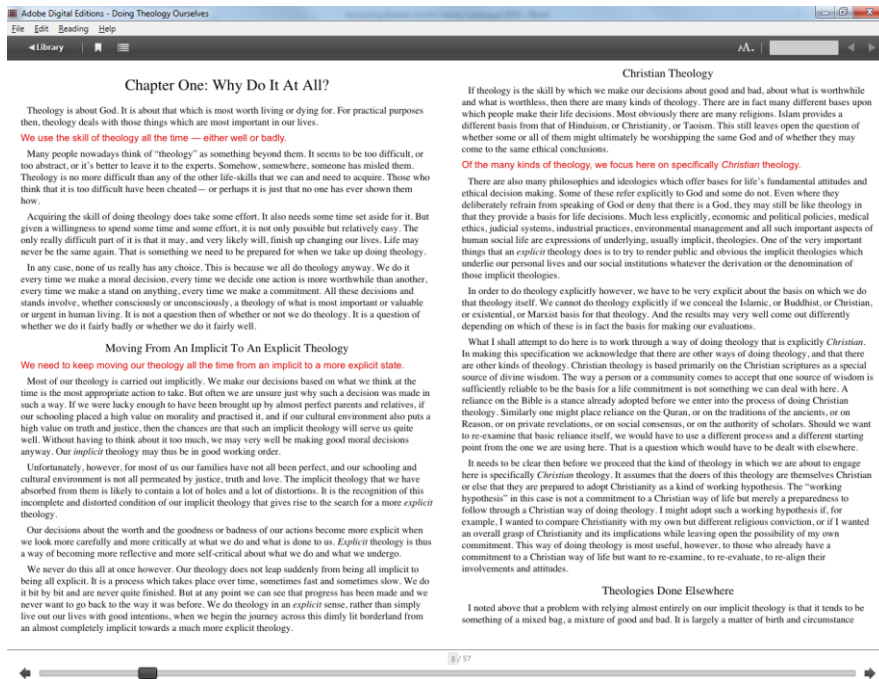 Adobe Digital Editions - Doing Theology Ourselves
File Edit Reading Help
◄Library
AA
Chapter One: Why Do It At All?
Theology is about God. It is about that which is most worth living or dying for. For practical purposes
then, theology deals with those things which are most important in our lives.
We use the skill of theology all the time — either well or badly.
Many people nowadays think of “theology” as something beyond them. It seems to be too difficult, or
too abstract, or it’s better to leave it to the experts. Somehow, somewhere, someone has misled them.
Theology is no more difficult than any of the other life-skills that we can and need to acquire. Those who
think that it is too difficult have been cheated— or perhaps it is just that no one has ever shown them
how.
Acquiring the skill of doing theology does take some effort. It also needs some time set aside for it. But
given a willingness to spend some time and some effort, it is not only possible but relatively easy. The
only really difficult part of it is that it may, and very likely will, finish up changing our lives. Life may
never be the same again. That is something we need to be prepared for when we take up doing theology.
In any case, none of us really has any choice. This is because we all do theology anyway. We do it
every time we make a moral decision, every time we decide one action is more worthwhile than another,
every time we make a stand on anything, every time we make a commitment. All these decisions and
stands involve, whether consciously or unconsciously, a theology of what is most important or valuable
or urgent in human living. It is not a question then of whether or not we do theology. It is a question of
whether we do it fairly badly or whether we do it fairly well.
Moving From An Implicit To An Explicit Theology
We need to keep moving our theology all the time from an implicit to a more explicit state.
Most of our theology is carried out implicitly. We make our decisions based on what we think at the
time is the most appropriate action to take. But often we are unsure just why such a decision was made in
such a way. If we were lucky enough to have been brought up by almost perfect parents and relatives, if
our schooling placed a high value on morality and practised it, and if our cultural environment also puts a
high value on truth and justice, then the chances are that such an implicit theology will serve us quite
well. Without having to think about it too much, we may very well be making good moral decisions
anyway. Our implicit theology may thus be in good working order.
Unfortunately, however, for most of us our families have not all been perfect, and our schooling and
cultural environment is not all permeated by justice, truth and love. The implicit theology that we have
absorbed from them is likely to contain a lot of holes and a lot of distortions. It is the recognition of this
incomplete and distorted condition of our implicit theology that gives rise to the search for a more explicit
theology.
Our decisions about the worth and the goodness or badness of our actions become more explicit when
we look more carefully and more critically at what we do and what is done to us. Explicit theology is thus
a way of becoming more reflective and more self-critical about what we do and what we undergo.
We never do this all at once however. Our theology does not leap suddenly from being all implicit to
being all explicit. It is a process which takes place over time, sometimes fast and sometimes slow. We do
it bit by bit and are never quite finished. But at any point we can see that progress has been made and we
never want to go back to the way it was before. We do theology in an explicit sense, rather than simply
live out our lives with good intentions, when we begin the journey across this dimly lit borderland from
an almost completely implicit towards a much more explicit theology.
Christian Theology
If theology is the skill by which we make our decisions about good and bad, about what is worthwhile
and what is worthless, then there are many kinds of theology. There are in fact many different bases upon
which people make their life decisions. Most obviously there are many religions. Islam provides a
different basis from that of Hinduism, or Christianity, or Taoism. This still leaves open the question of
whether some or all of them might ultimately be worshipping the same God and of whether they may
come to the same ethical conclusions.
Of the many kinds of theology, we focus here on specifically Christian theology.
There are also many philosophies and ideologies which offer bases for life’s fundamental attitudes and
ethical decision making. Some of these refer explicitly to God and some do not. Even where they
deliberately refrain from speaking of God or deny that there is a God, they may still be like theology in
that they provide a basis for life decisions. Much less explicitly, economic and political policies, medical
ethics, judicial systems, industrial practices, environmental management and all such important aspects of
human social life are expressions of underlying, usually implicit, theologies. One of the very important
things that an explicit theology does is to try to render public and obvious the implicit theologies which
underlie our personal lives and our social institutions whatever the derivation or the denomination of
those implicit theologies.
In order to do theology explicitly however, we have to be very explicit about the basis on which we do
that theology itself. We cannot do theology explicitly if we conceal the Islamic, or Buddhist, or Christian,
or existential, or Marxist basis for that theology. And the results may very well come out differently
depending on which of these is in fact the basis for making our evaluations.
What I shall attempt to do here is to work through a way of doing theology that is explicitly Christian.
In making this specification we acknowledge that there are other ways of doing theology, and that there
are other kinds of theology. Christian theology is based primarily on the Christian scriptures as a special
source of divine wisdom. The way a person or a community comes to accept that one source of wisdom is
sufficiently reliable to be the basis for a life commitment is not something we can deal with here. A
reliance on the Bible is a stance already adopted before we enter into the process of doing Christian
theology. Similarly one might place reliance on the Quran, or on the traditions of the ancients, or on
Reason, or on private revelations, or on social consensus, or on the authority of scholars. Should we want
to re-examine that basic reliance itself, we would have to use a different process and a different starting
point from the one we are using here. That is a question which would have to be dealt with elsewhere.
It needs to be clear then before we proceed that the kind of theology in which we are about to engage
here is specifically Christian theology. It assumes that the doers of this theology are themselves Christian
or else that they are prepared to adopt Christianity as a kind of working hypothesis. The “working
hypothesis” in this case is not a commitment to a Christian way of life but merely a preparedness to
follow through a Christian way of doing theology. I might adopt such a working hypothesis if, for
example, I wanted to compare Christianity with my own but different religious conviction, or if I wanted
an overall grasp of Christianity and its implications while leaving open the possibility of my own
commitment. This way of doing theology is most useful, however, to those who already have a
commitment to a Christian way of life but want to re-examine, to re-evaluate, to re-align their
involvements and attitudes.
Theologies Done Elsewhere
I noted above that a problem with relying almost entirely on our implicit theology is that it tends to be
something of a mixed bag, a mixture of good and bad. It is largely a matter of birth and circumstance
8 / 57